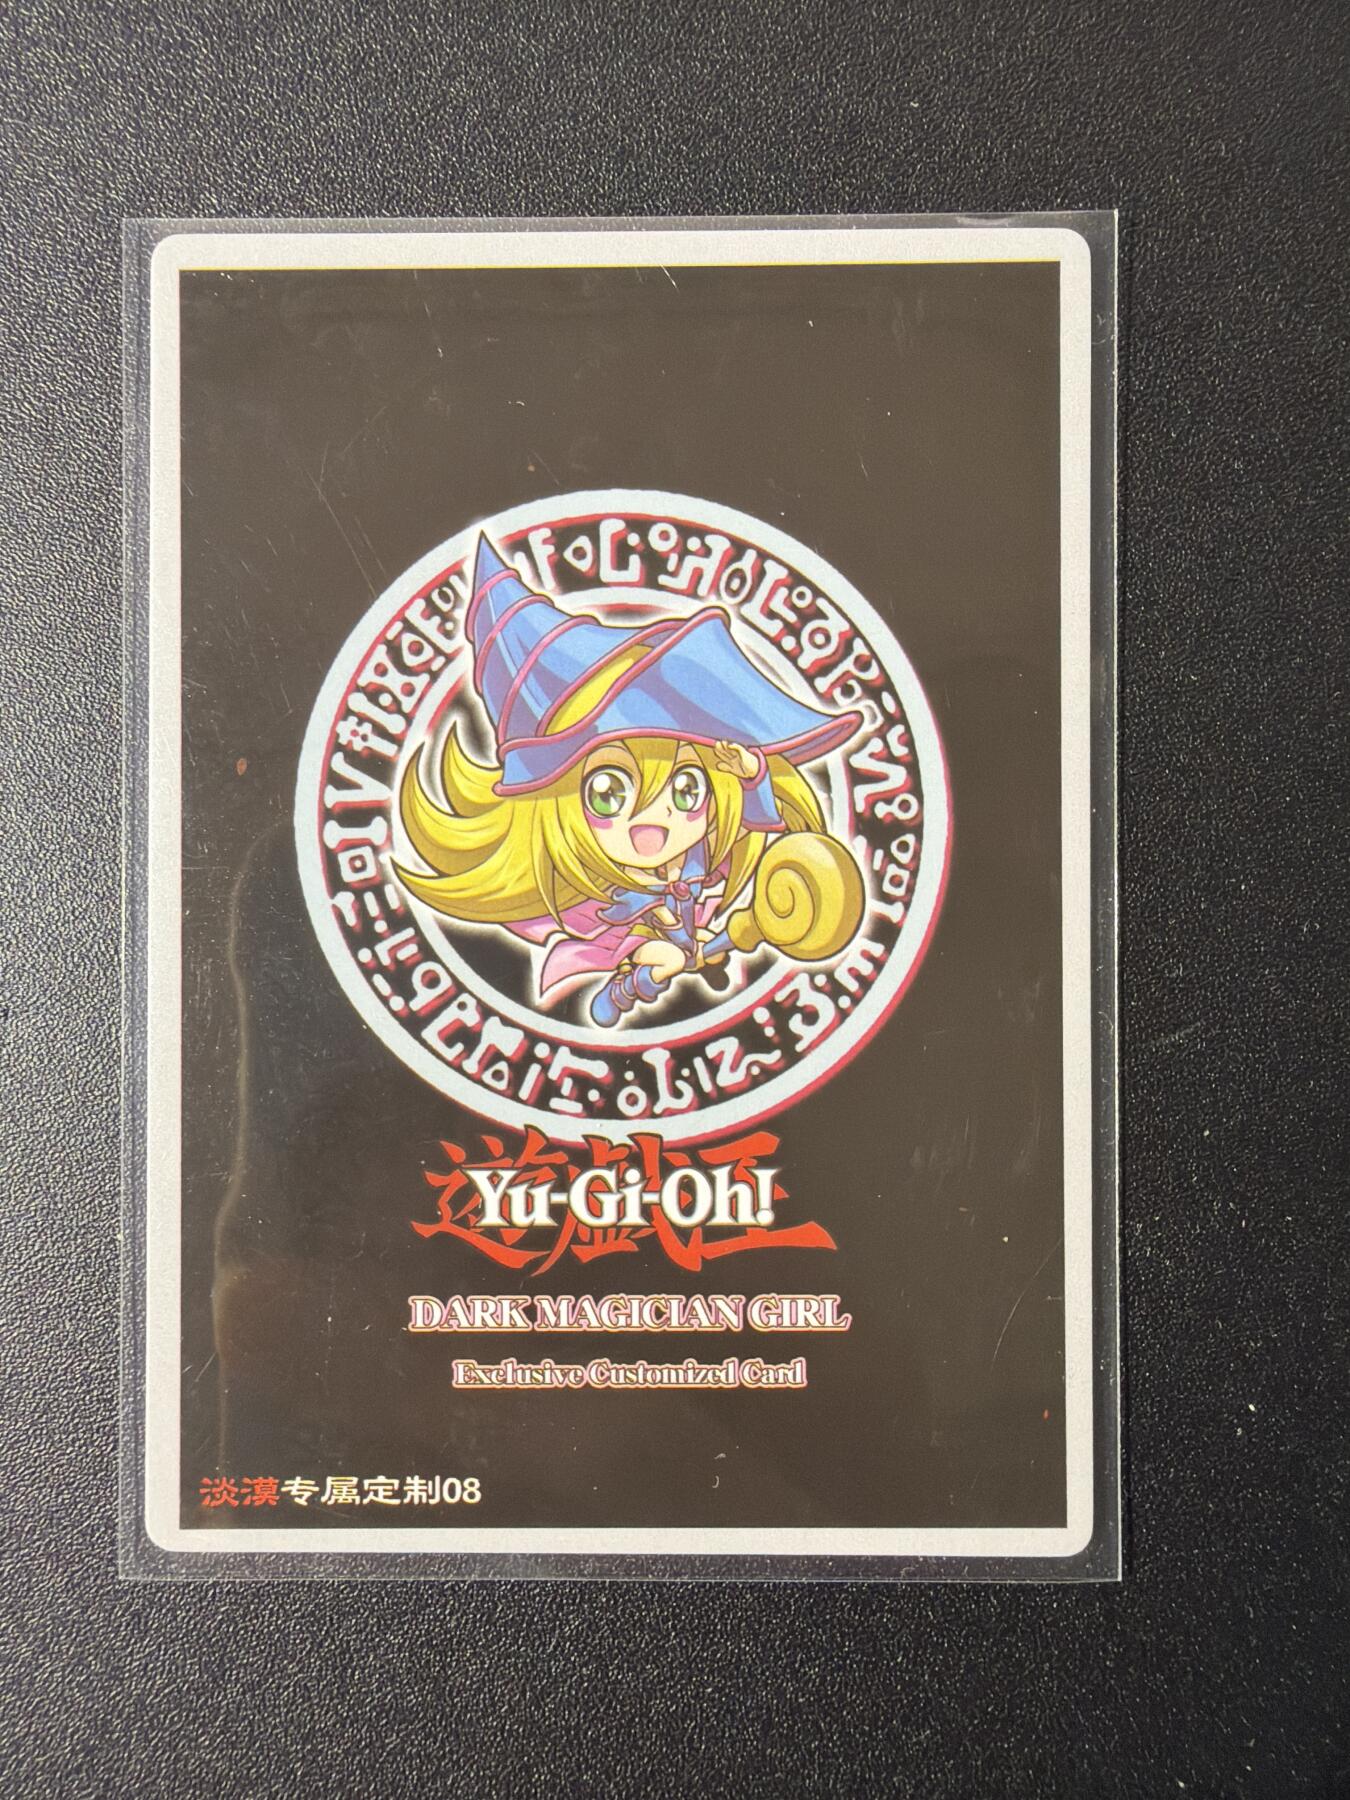 遊戯王
Yu-Gi-Oh!
DARK MAGICIAN GIRL
Exclusive Customized Card
淡漠专属定制08